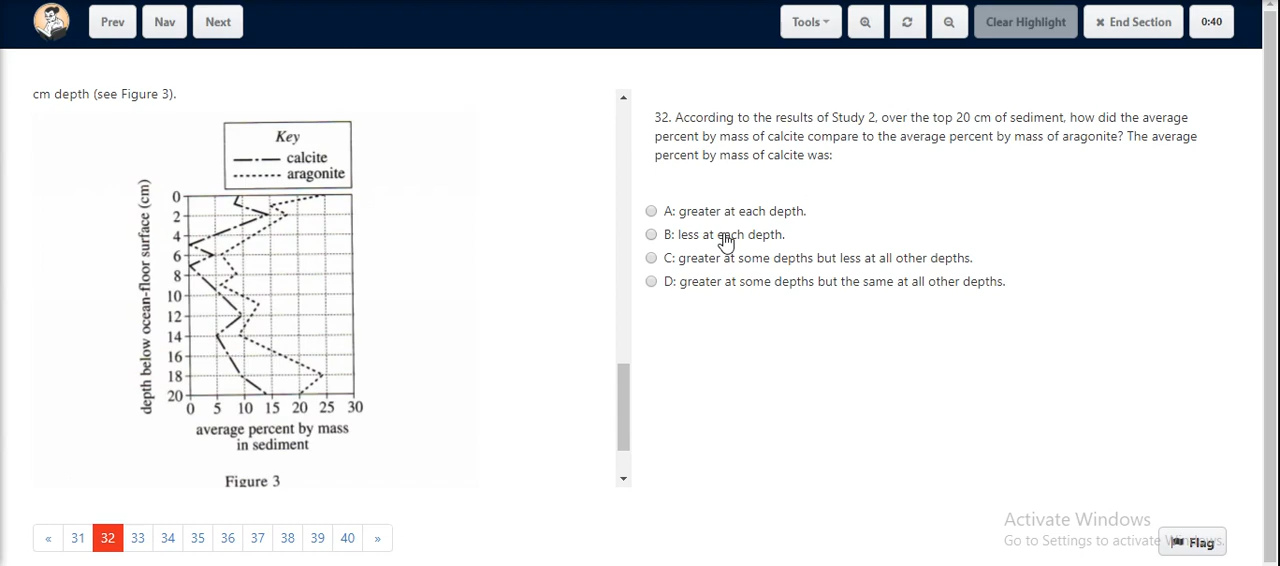 Prev Nav Next Tools Clear Highlight ✖ End Section 0:40
cm depth (see Figure 3).
Key
calcite
aragonite
depth below ocean-floor surface (cm)
0
2
4
6
8
10
12
14
16
18
20
0 5 10 15 20 25 30
average percent by mass
in sediment
Figure 3
32. According to the results of Study 2, over the top 20 cm of sediment, how did the average
percent by mass of calcite compare to the average percent by mass of aragonite? The average
percent by mass of calcite was:
A: greater at each depth.
B: less at each depth.
C: greater at some depths but less at all other depths.
D: greater at some depths but the same at all other depths.
« 31 32 33 34 35 36 37 38 39 40 »
Activate Windows
Go to Settings to activate Windows.
Flag